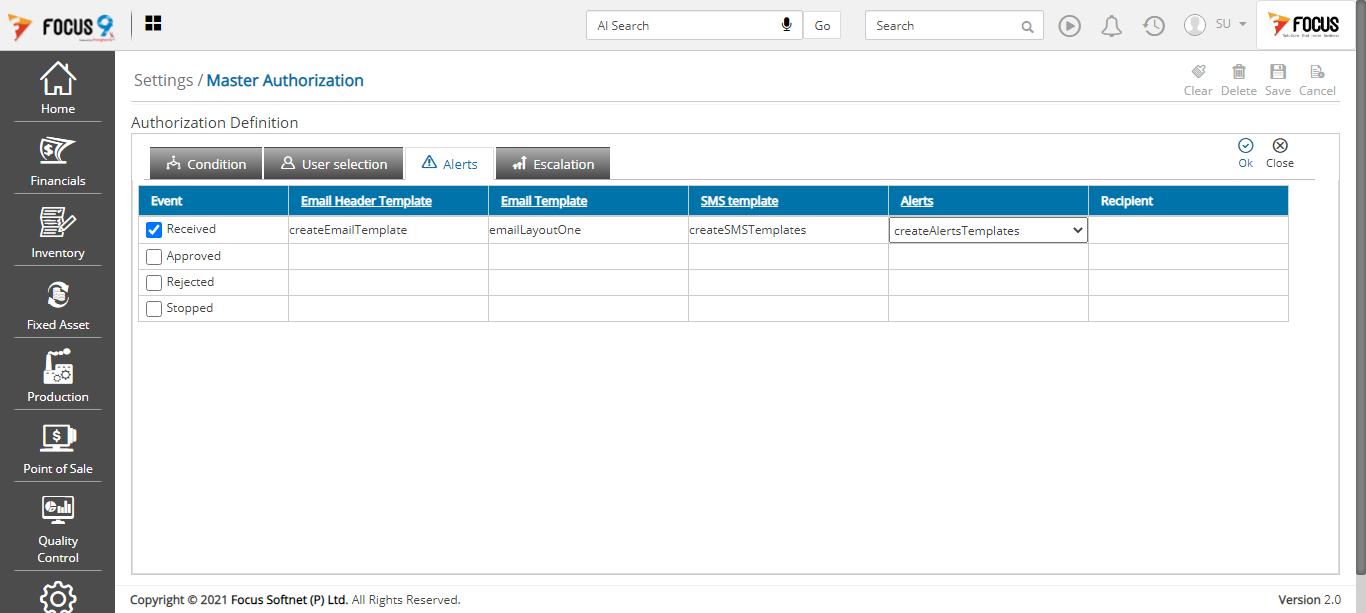 FOCUS 9
AI Search
Go
Search
SU
FOCUS
Settings / Master Authorization
Clear
Delete
Save
Cancel
Authorization Definition
Condition
User selection
Alerts
Escalation
Ok
Close
Event
Email Header Template
Email Template
SMS template
Alerts
Recipient
Received
createEmailTemplate
emailLayoutOne
createSMSTemplates
createAlertsTemplates
Approved
Rejected
Stopped
Home
Financials
Inventory
Fixed Asset
Production
Point of Sale
Quality
Control
Copyright © 2021 Focus Softnet (P) Ltd. All Rights Reserved.
Version 2.0